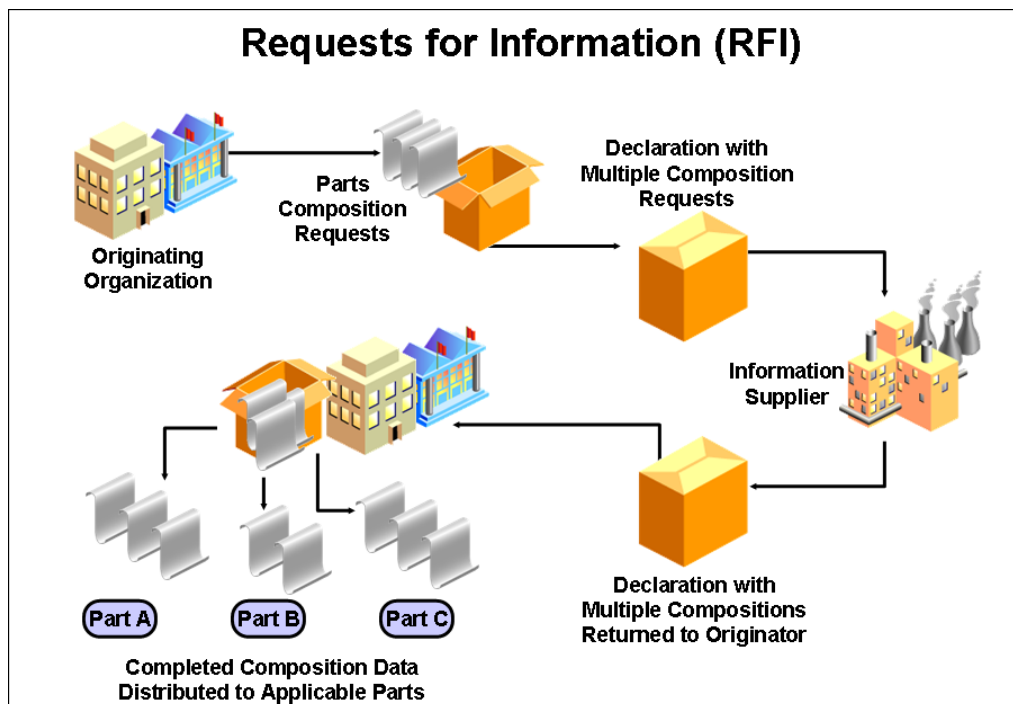 Requests for Information (RFI)
Originating
Organization
Parts
Composition
Requests
Declaration with
Multiple Composition
Requests
Information
Supplier
Declaration with
Multiple Compositions
Returned to Originator
Part A
Part B
Part C
Completed Composition Data
Distributed to Applicable Parts